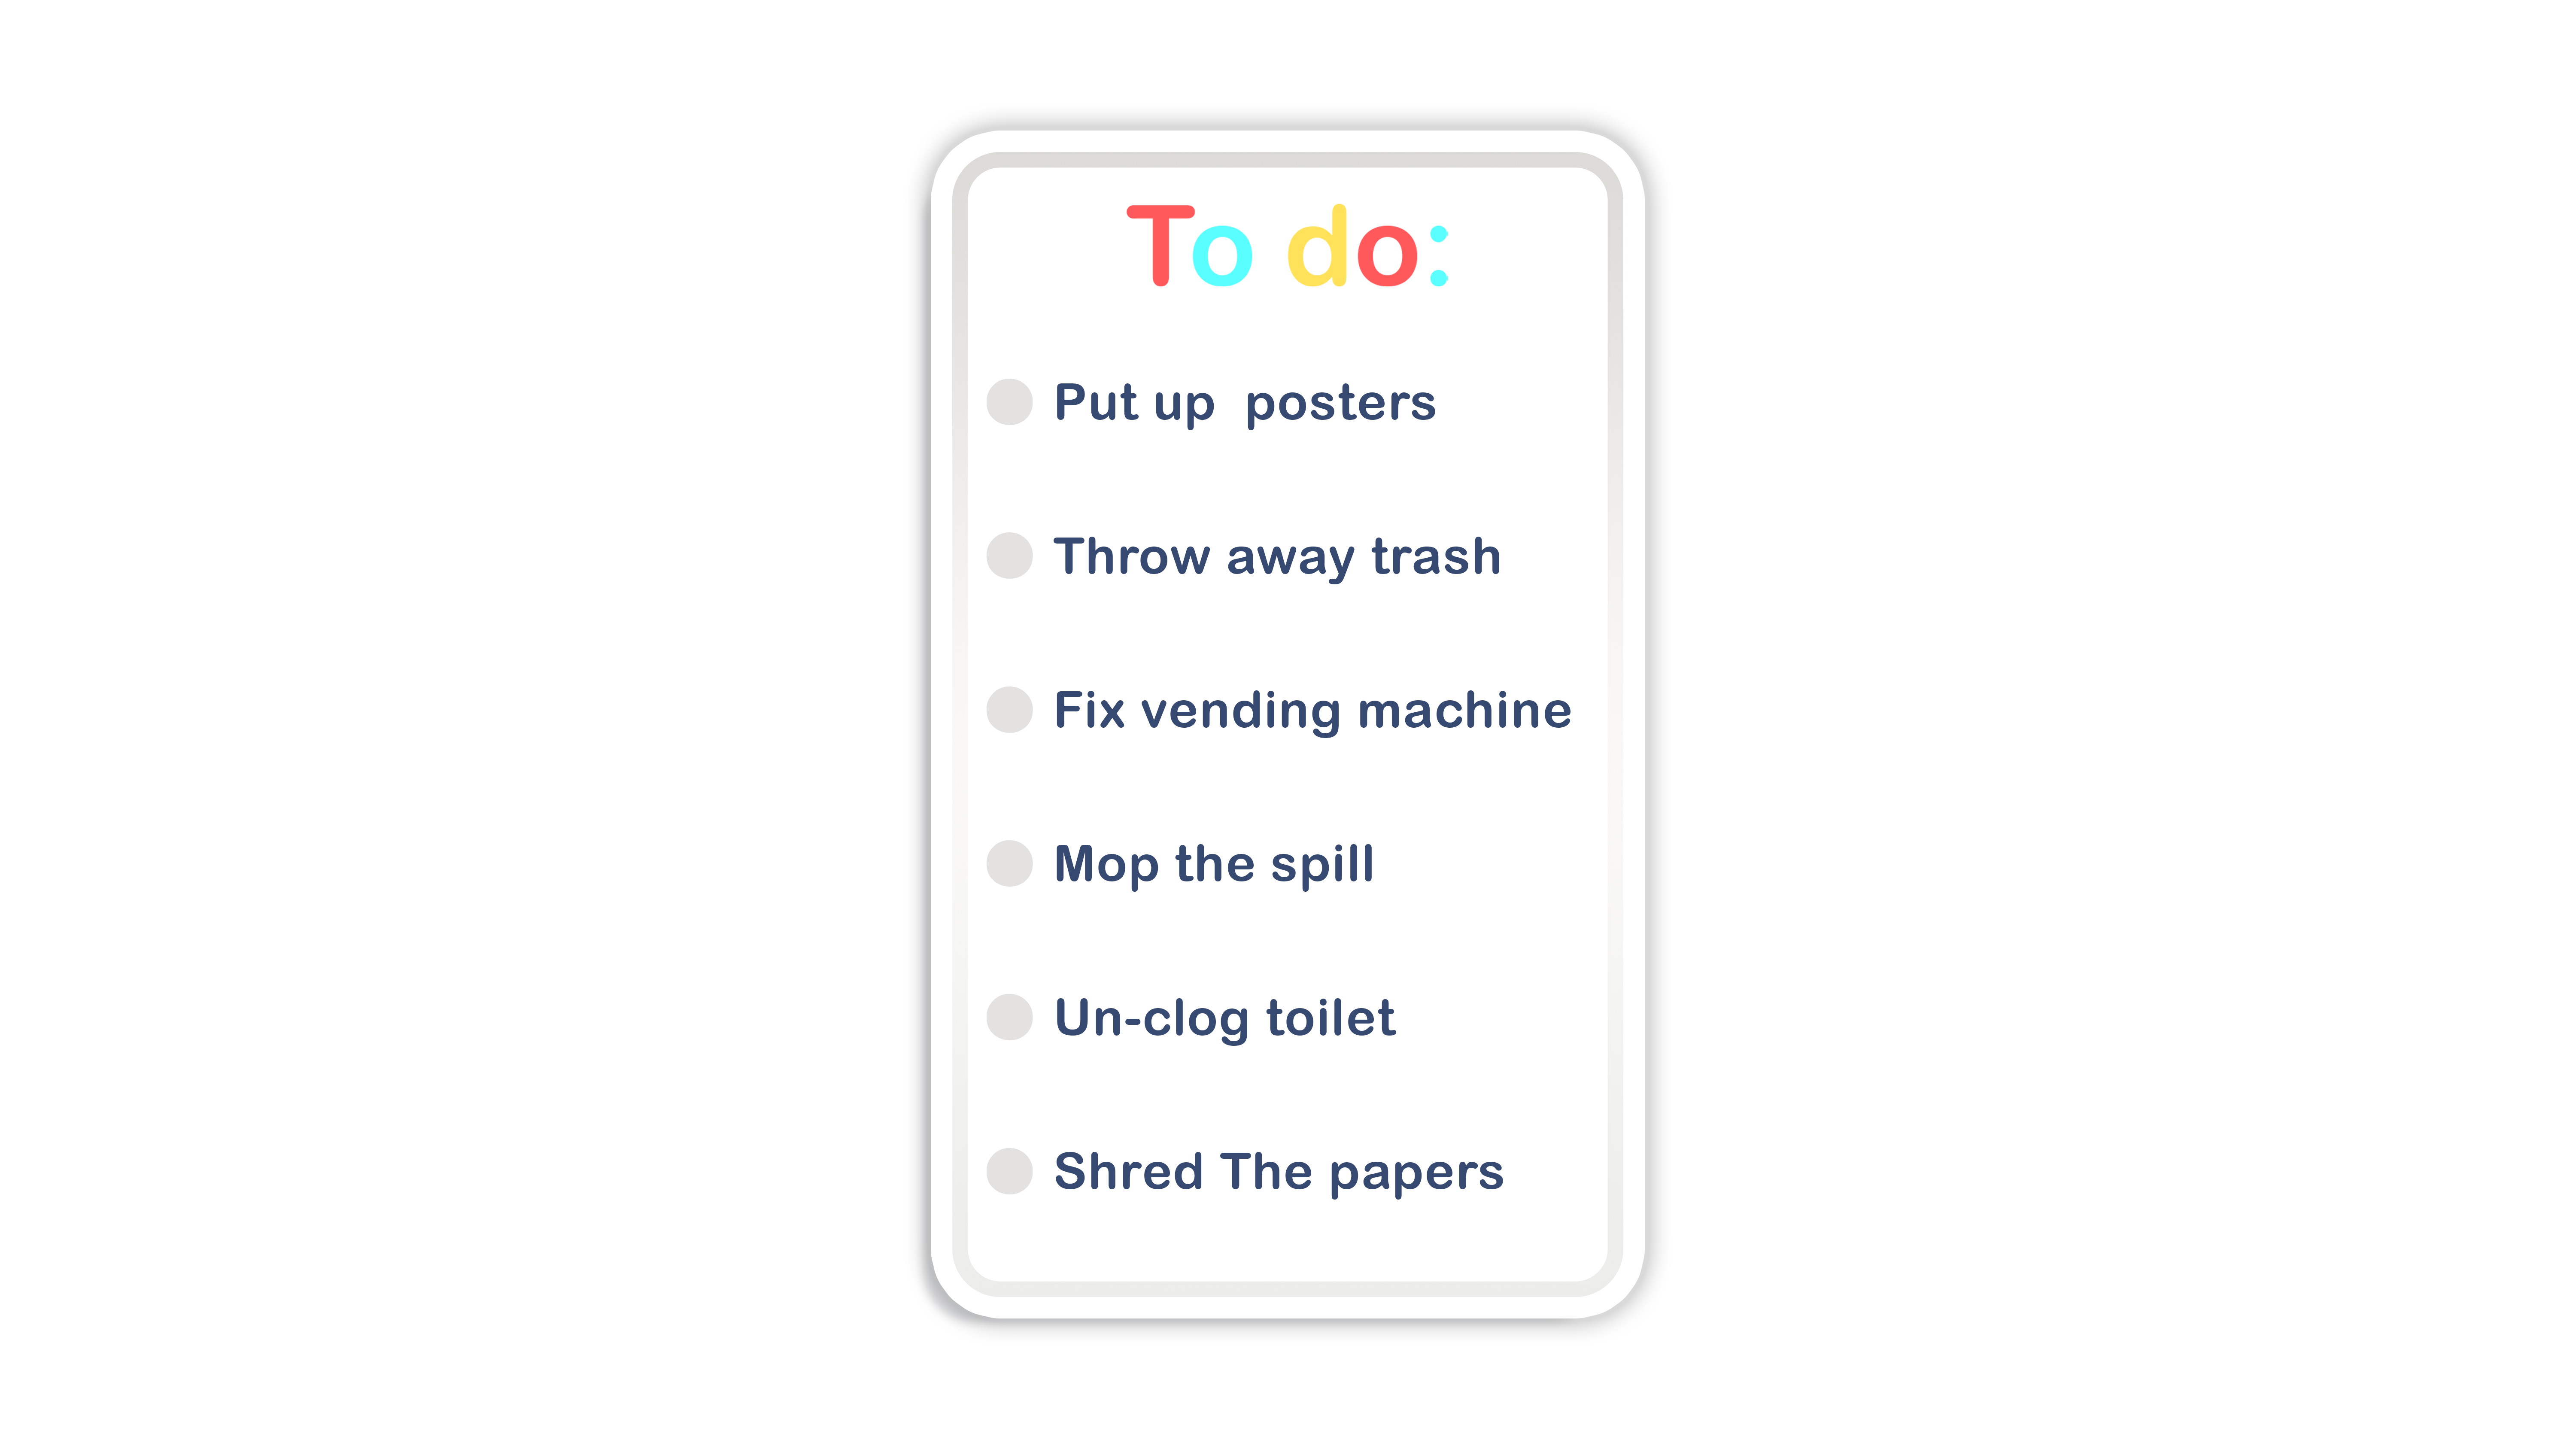 To do:
Put up  posters
Throw away trash
Fix vending machine
Mop the spill
Un-clog toilet
Shred The papers